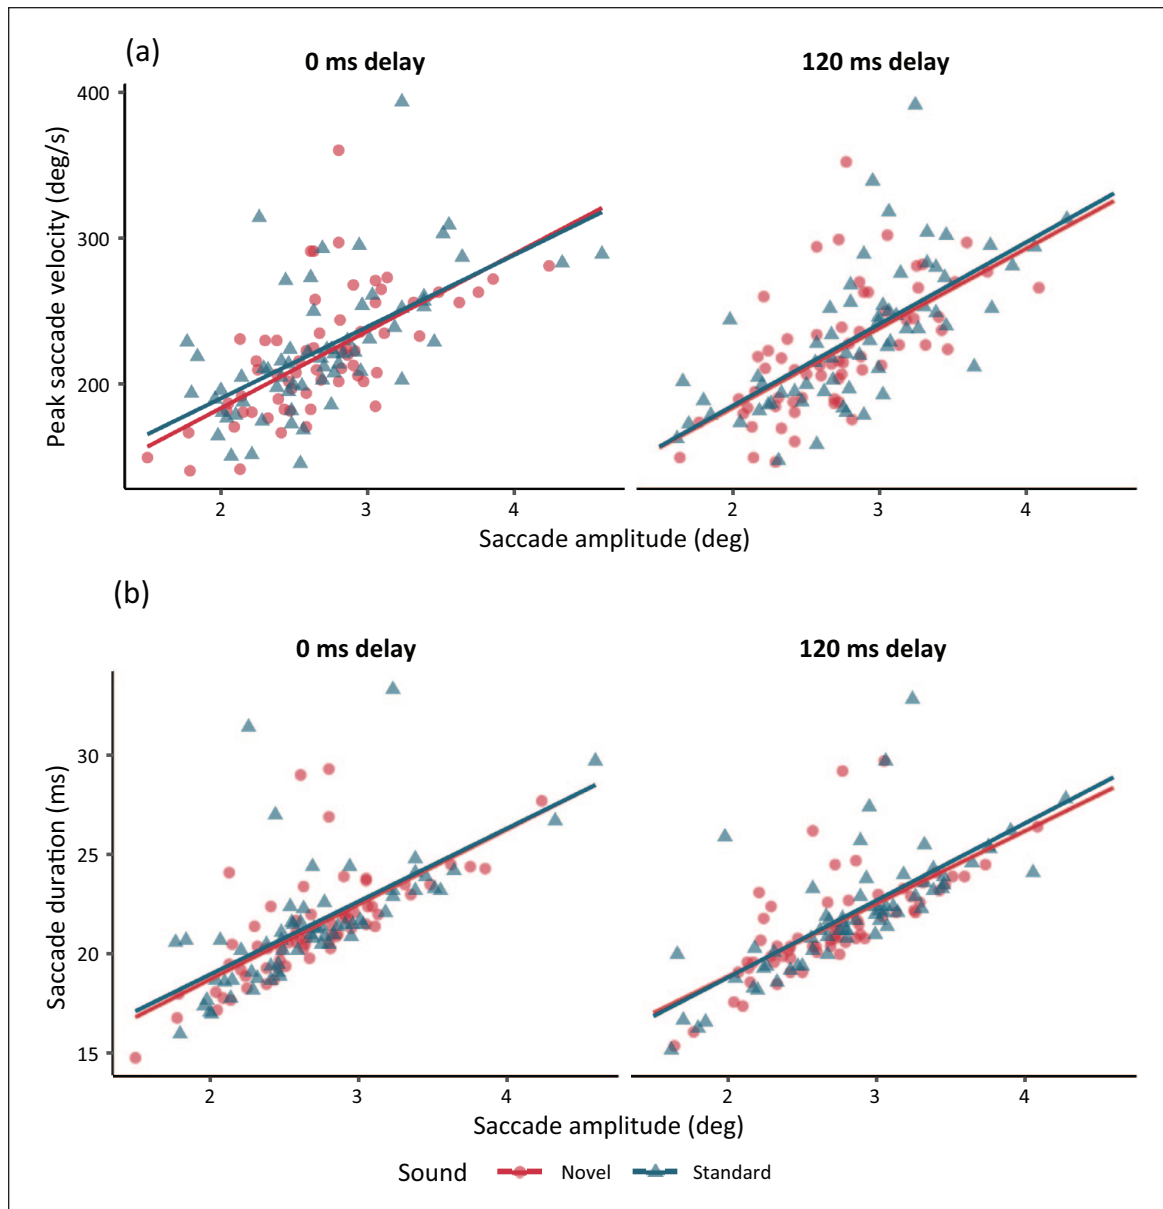 (a)
0 ms delay
120 ms delay
Peak saccade velocity (deg/s)
400
300
200
2
3
4
2
3
4
Saccade amplitude (deg)
(b)
0 ms delay
120 ms delay
Saccade duration (ms)
30
25
20
15
2
3
4
2
3
4
Saccade amplitude (deg)
Sound Novel Standard